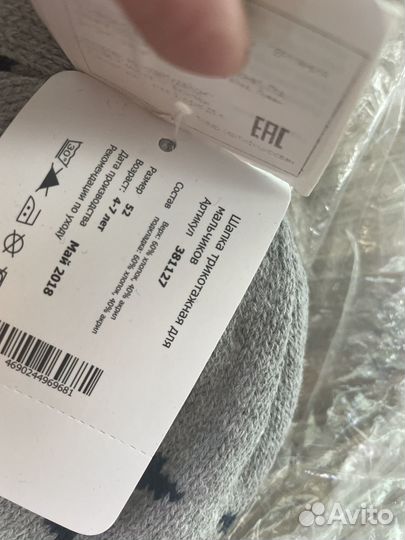 EAC
Шапка трикотажная для
мальчиков
Артикул 381127
Состав
Верх: 60% хлопок, 40% акрил
подкладка: 60% хлопок, 40% акрил
Размер 52
Возраст: 4-7 лет
Дата производства Май 2018
Рекомендации по уходу
30°
4690244969681
Avito